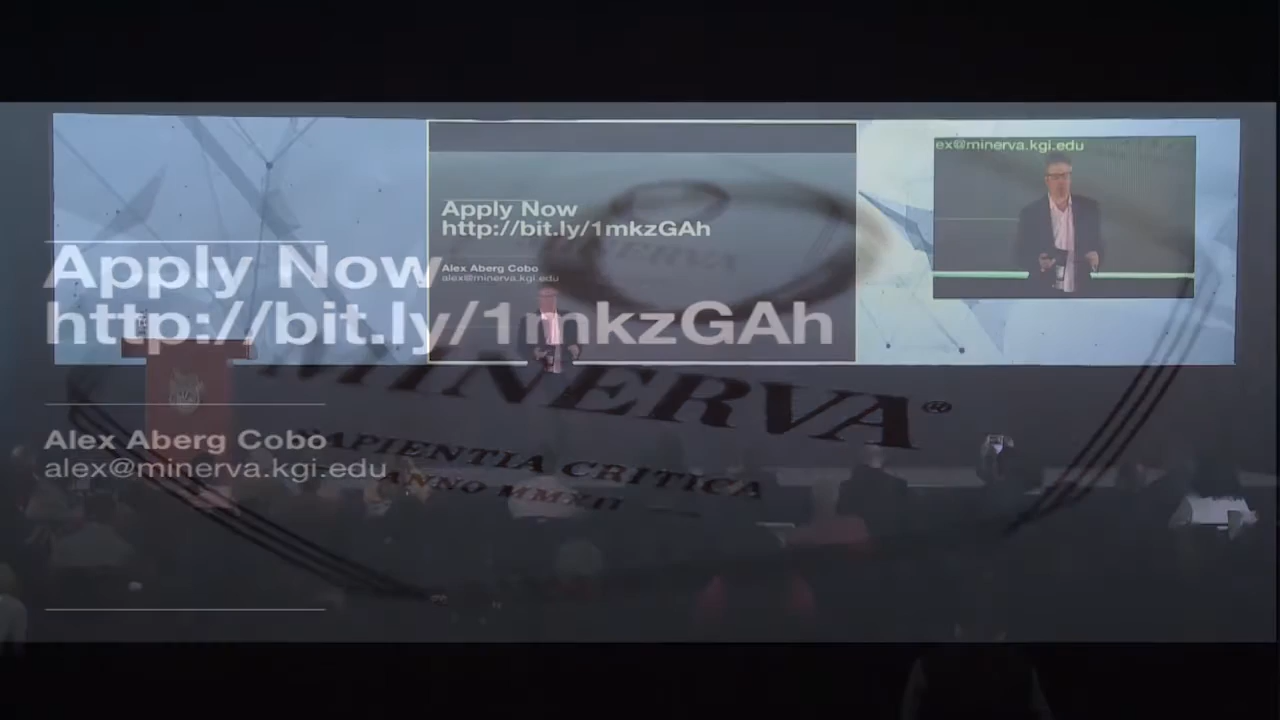 ex@minerva.kgi.edu
Apply Now
http://bit.ly/1mkzGAh
Alex Aberg Cobo
alex@minerva.kgi.edu
Apply Now
http://bit.ly/1mkzGAh
MINERVA®
SAPIENTIA CRITICA
ANNO MMXII
Alex Aberg Cobo
alex@minerva.kgi.edu